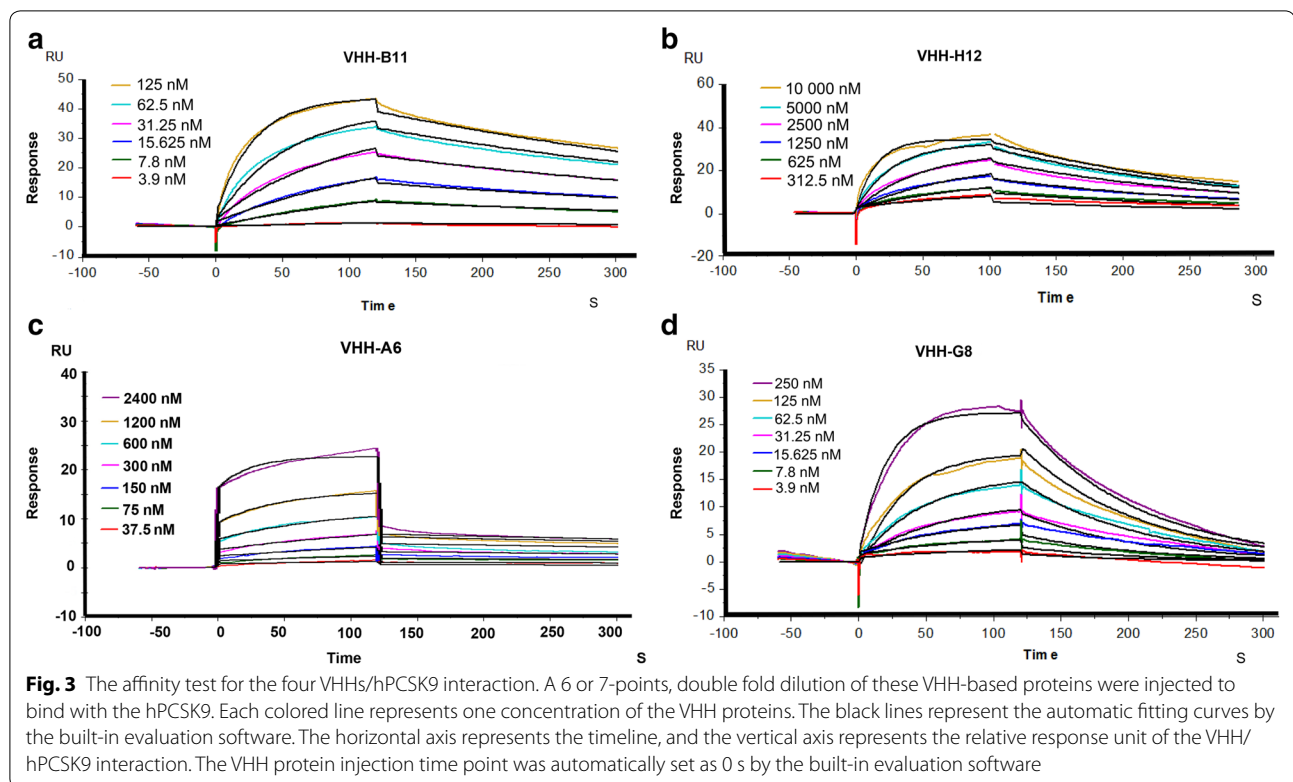 a
RU
VHH-B11
50
40
30
20
10
0
-10
Response
125 nM
62.5 nM
31.25 nM
15.625 nM
7.8 nM
3.9 nM
-100 -50 0 50 100 150 200 250 300
Tim e
S
b
RU
VHH-H12
60
40
20
0
-20
Response
10 000 nM
5000 nM
2500 nM
1250 nM
625 nM
312.5 nM
-100 -50 0 50 100 150 200 250 300
Tim e
S
c
RU
VHH-A6
40
30
20
10
0
-10
Response
2400 nM
1200 nM
600 nM
300 nM
150 nM
75 nM
37.5 nM
-100 -50 0 50 100 150 200 250 300
Time
S
d
RU
VHH-G8
35
30
25
20
15
10
5
0
-5
-10
Response
250 nM
125 nM
62.5 nM
31.25 nM
15.625 nM
7.8 nM
3.9 nM
-100 -50 0 50 100 150 200 250 300
Tim e
S
Fig. 3 The affinity test for the four VHHs/hPCSK9 interaction. A 6 or 7-points, double fold dilution of these VHH-based proteins were injected to
bind with the hPCSK9. Each colored line represents one concentration of the VHH proteins. The black lines represent the automatic fitting curves by
the built-in evaluation software. The horizontal axis represents the timeline, and the vertical axis represents the relative response unit of the VHH/
hPCSK9 interaction. The VHH protein injection time point was automatically set as 0 s by the built-in evaluation software